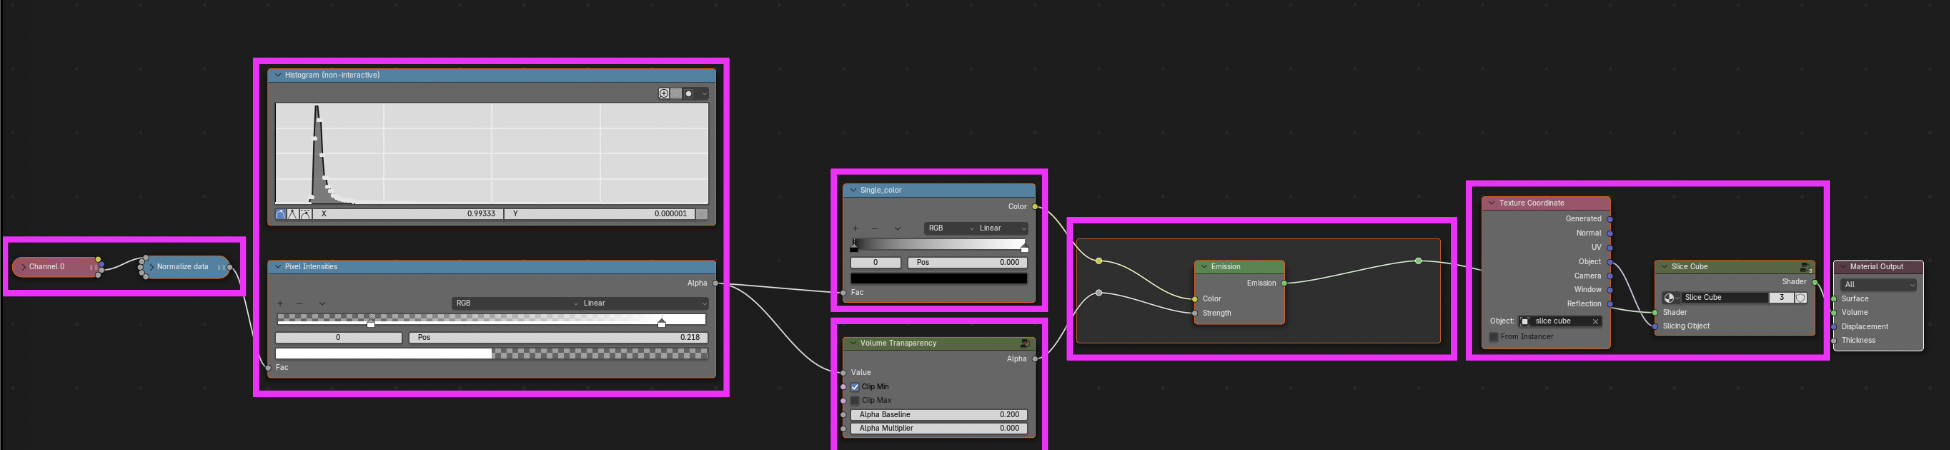 Channel 0
Normalize data
Histogram (non-interactive)
X 0.99333 Y 0.000001
Pixel Intensities
Alpha
RGB Linear
0 Pos 0.218
Fac
Single_color
Color
RGB Linear
0 Pos 0.000
Fac
Volume Transparency
Alpha
Value
Clip Min
Clip Max
Alpha Baseline 0.200
Alpha Multiplier 0.000
Emission
Emission
Color
Strength
Texture Coordinate
Generated
Normal
UV
Object
Camera
Window
Reflection
Object: slice cube
From Instancer
Slice Cube
Shader
Slice Cube 3
Shader
Slicing Object
Material Output
All
Surface
Volume
Displacement
Thickness